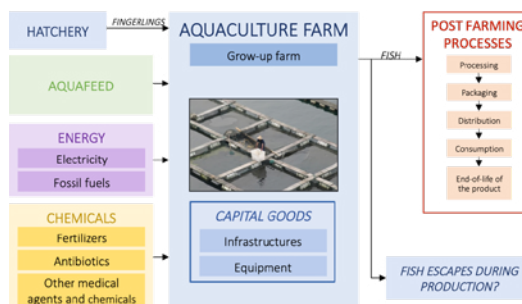 HATCHERY
FINGERLINGS
AQUAFEED
ENERGY
Electricity
Fossil fuels
CHEMICALS
Fertilizers
Antibiotics
Other medical
agents and chemicals
AQUACULTURE FARM
Grow-up farm
CAPITAL GOODS
Infrastructures
Equipment
FISH
POST FARMING
PROCESSES
Processing
Packaging
Distribution
Consumption
End-of-life of
the product
FISH ESCAPES DURING
PRODUCTION?